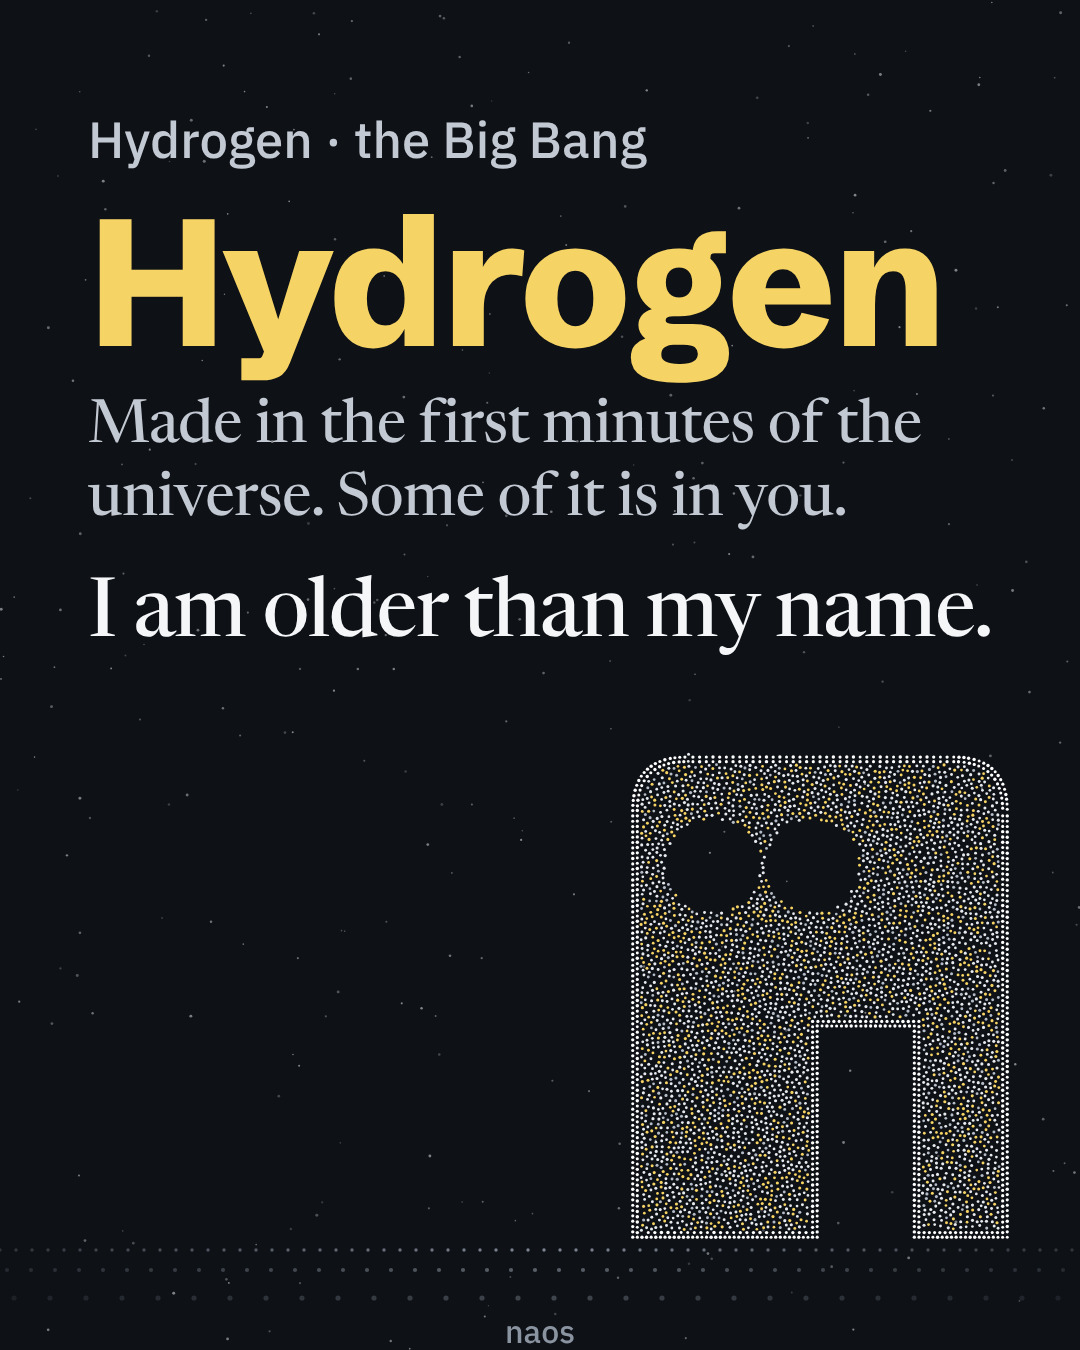 Hydrogen · the Big Bang
Hydrogen
Made in the first minutes of the
universe. Some of it is in you.
I am older than my name.
naos